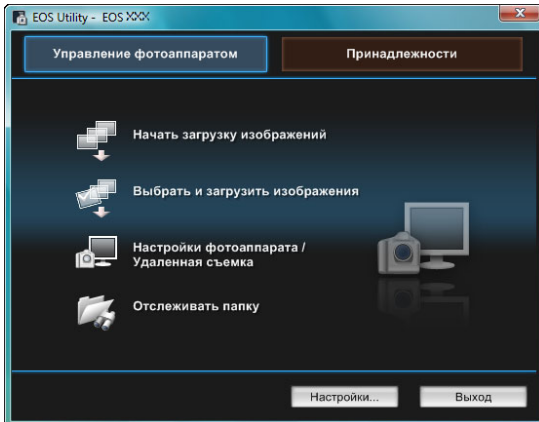 EOS Utility - EOS XXX
Управление фотоаппаратом
Принадлежности
Начать загрузку изображений
Выбрать и загрузить изображения
Настройки фотоаппарата /
Удаленная съемка
Отслеживать папку
Настройки...
Выход